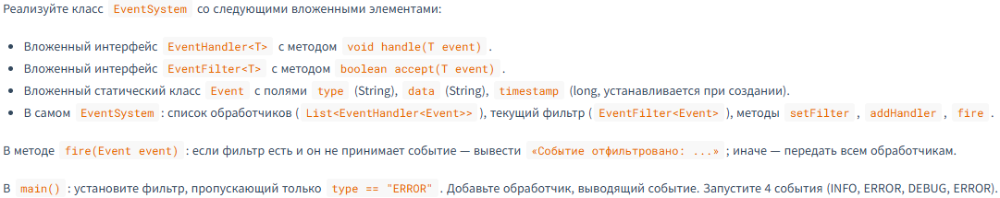 Реализуйте класс EventSystem со следующими вложенными элементами:
• Вложенный интерфейс EventHandler<T> с методом void handle(T event) .
• Вложенный интерфейс EventFilter<T> с методом boolean accept(T event) .
• Вложенный статический класс Event с полями type (String), data (String), timestamp (long, устанавливается при создании).
• В самом EventSystem : список обработчиков ( List<EventHandler<Event>> ), текущий фильтр ( EventFilter<Event> ), методы setFilter , addHandler , fire .
В методе fire(Event event) : если фильтр есть и он не принимает событие — вывести «Событие отфильтровано: ...» ; иначе — передать всем обработчикам.
В main() : установите фильтр, пропускающий только type == "ERROR" . Добавьте обработчик, выводящий событие. Запустите 4 события (INFO, ERROR, DEBUG, ERROR).